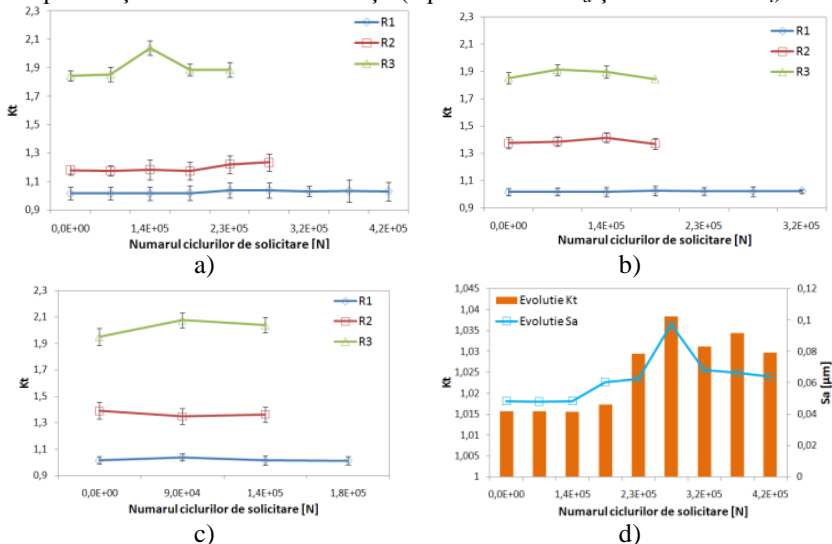 2,3
2,1
1,9
1,7
1,5
1,3
1,1
0,9
Kt
R1
R2
R3
0,0E+00 1,4E+05 2,3E+05 3,2E+05 4,2E+05
Numarul ciclurilor de solicitare [N]
a)
2,3
2,1
1,9
1,7
1,5
1,3
1,1
0,9
Kt
R1
R2
R3
0,0E+00 1,4E+05 2,3E+05 3,2E+05
Numarul ciclurilor de solicitare [N]
b)
2,3
2,1
1,9
1,7
1,5
1,3
1,1
0,9
Kt
R1
R2
R3
0,0E+00 9,0E+04 1,4E+05 1,8E+05
Numarul ciclurilor de solicitare [N]
c)
1,045
1,04
1,035
1,03
1,025
1,02
1,015
1,01
1,005
1
Kt
Evolutie Kt
Evolutie Sa
0,12
0,1
0,08
0,06
0,04
0,02
0
Sa [µm]
0,0E+00 1,4E+05 2,3E+05 3,2E+05 4,2E+05
Numarul ciclurilor de solicitare [N]
d)